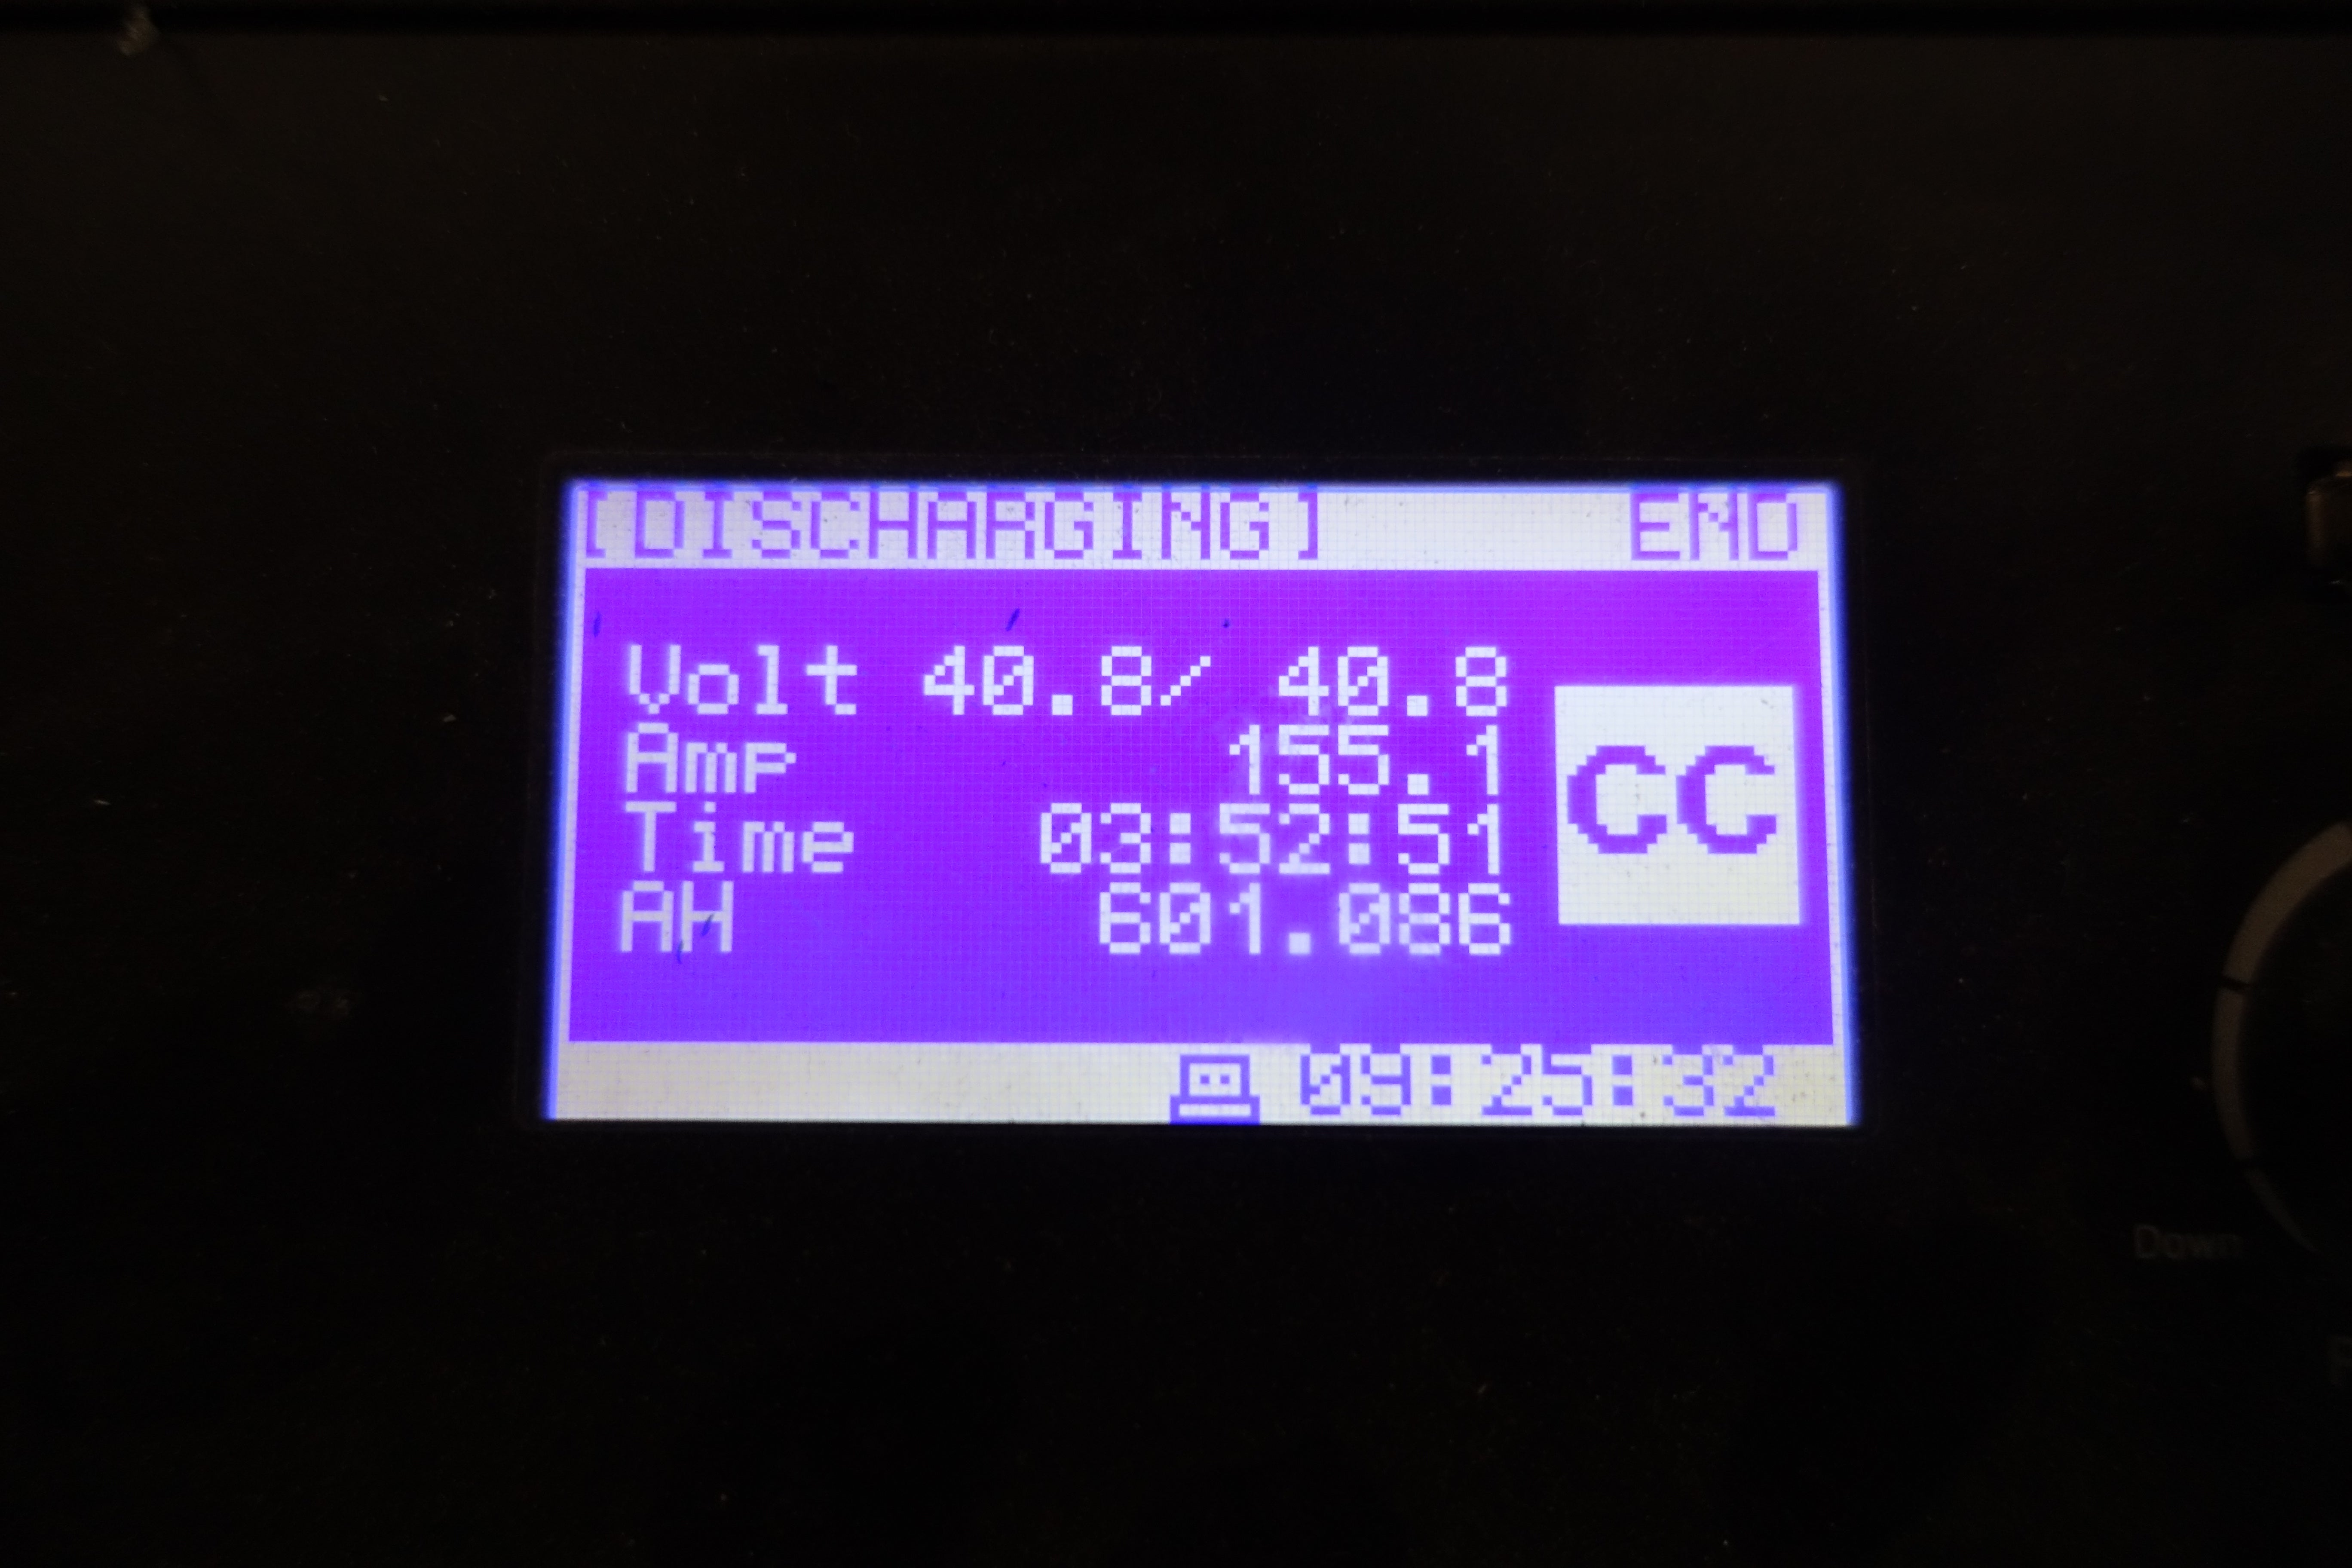 [DISCHARGING] END
Volt 40.8/ 40.8
Amp 155.1
CC
Time 03:52:51
AH 601.086
09:25:32
Down